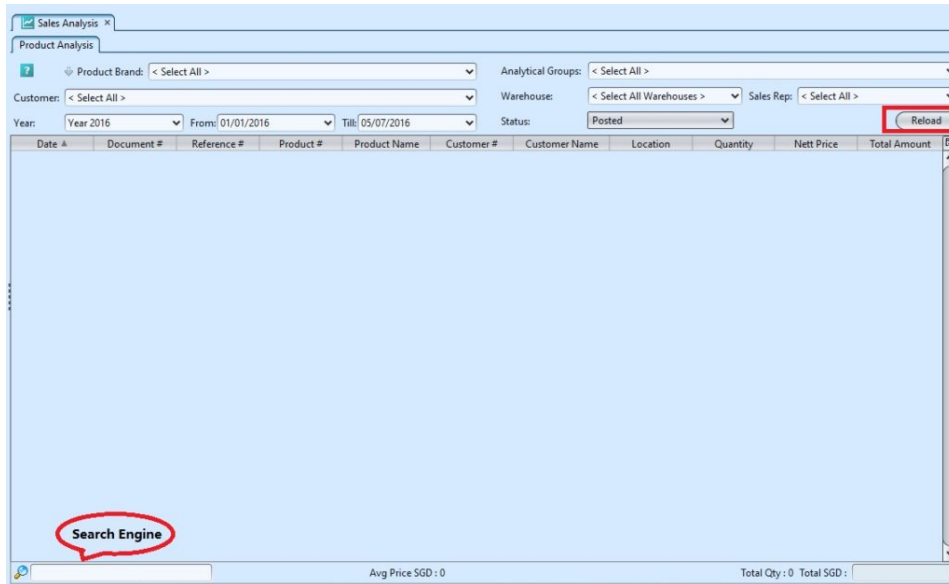 Sales Analysis ×
Product Analysis
? Product Brand: < Select All > Analytical Groups: < Select All >
Customer: < Select All > Warehouse: < Select All Warehouses > Sales Rep: < Select All >
Year: Year 2016 From: 01/01/2016 Till: 05/07/2016 Status: Posted Reload
Date Document # Reference # Product # Product Name Customer # Customer Name Location Quantity Nett Price Total Amount
Search Engine
Avg Price SGD : 0 Total Qty : 0 Total SGD :